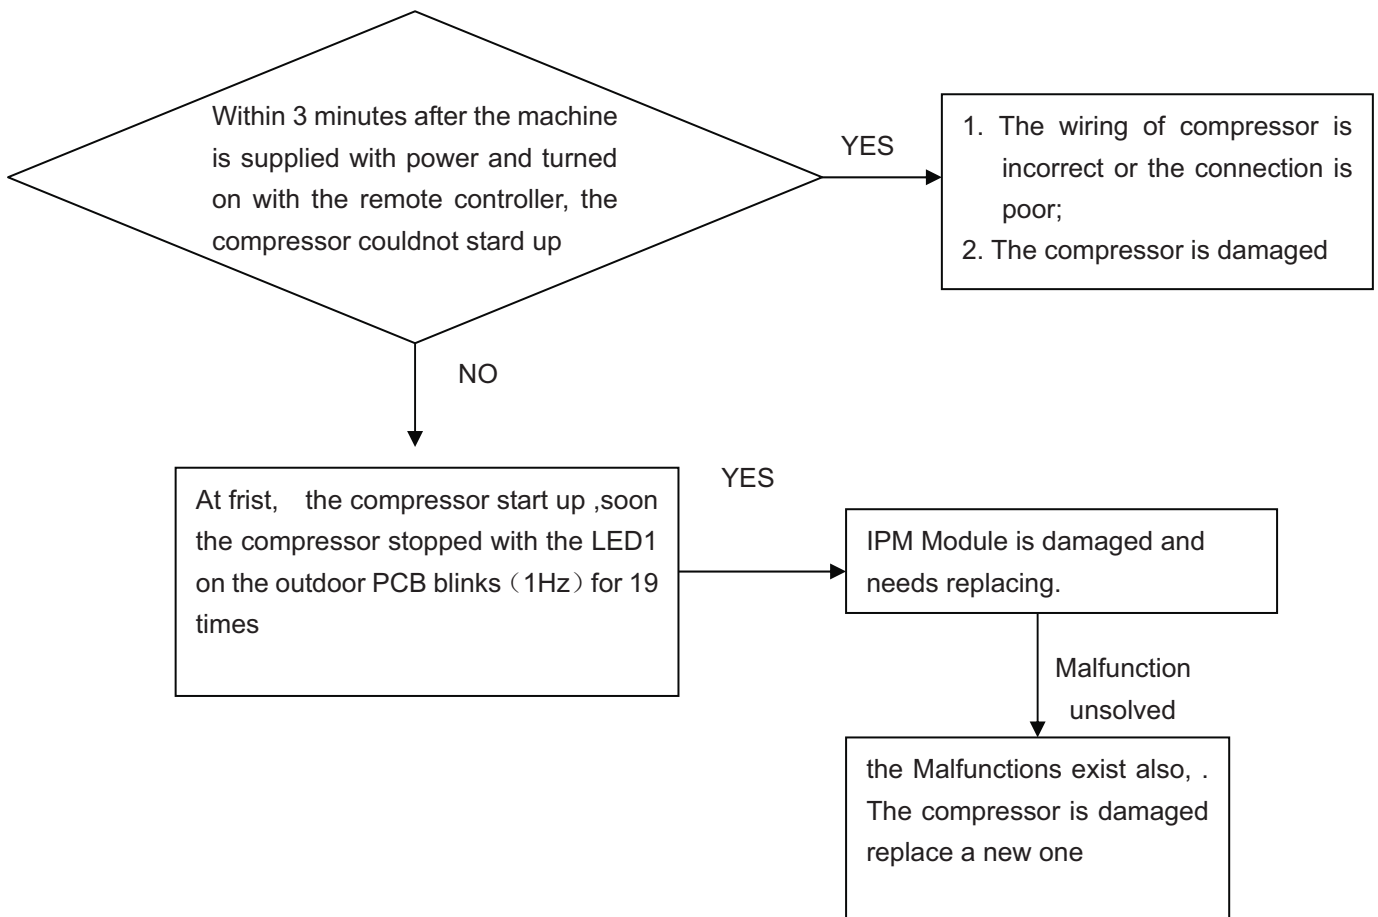 Within 3 minutes after the machine
is supplied with power and turned
on with the remote controller, the
compressor couldnot stard up
YES
1. The wiring of compressor is
incorrect or the connection is
poor;
2. The compressor is damaged
NO
At frist, the compressor start up ,soon
the compressor stopped with the LED1
on the outdoor PCB blinks（1Hz）for 19
times
YES
IPM Module is damaged and
needs replacing.
Malfunction
unsolved
the Malfunctions exist also, .
The compressor is damaged
replace a new one